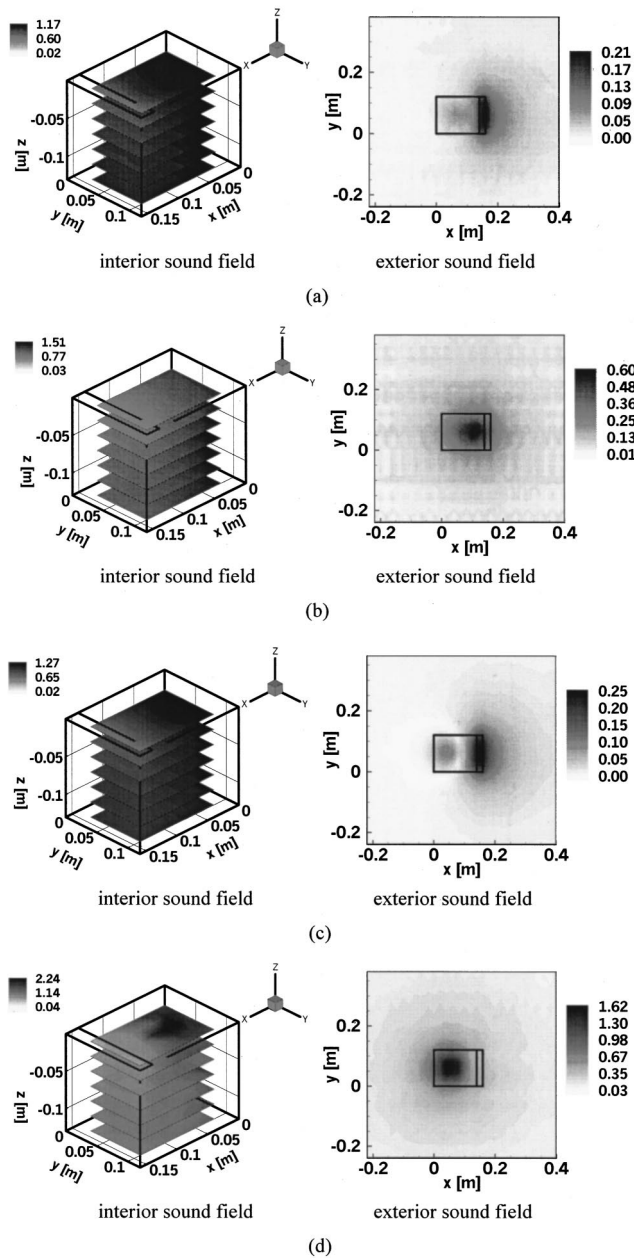 1.17
0.60
0.02
Z
X
Y
-0.05
-0.1
z [m]
0
0.05
0.1
0.15
y [m]
0.1
0.05
0
x [m]
interior sound field
0.4
0.2
0
-0.2
y [m]
-0.2
0
0.2
0.4
x [m]
0.21
0.17
0.13
0.09
0.05
0.00
exterior sound field
(a)
1.51
0.77
0.03
Z
X
Y
-0.05
-0.1
z [m]
0
0.05
0.1
0.15
y [m]
0.1
0.05
0
x [m]
interior sound field
0.2
0
-0.2
y [m]
-0.2
0
0.2
0.4
x [m]
0.60
0.48
0.36
0.25
0.13
0.01
exterior sound field
(b)
1.27
0.65
0.02
Z
X
Y
-0.05
-0.1
z [m]
0
0.05
0.1
0.15
y [m]
0.1
0.05
0
x [m]
interior sound field
0.2
0
-0.2
y [m]
-0.2
0
0.2
0.4
x [m]
0.25
0.20
0.15
0.10
0.05
0.00
exterior sound field
(c)
2.24
1.14
0.04
Z
X
Y
-0.05
-0.1
z [m]
0
0.05
0.1
0.15
y [m]
0.1
0.05
0
x [m]
interior sound field
0.2
0
-0.2
y [m]
-0.2
0
0.2
0.4
x [m]
1.62
1.30
0.98
0.67
0.35
0.03
exterior sound field
(d)